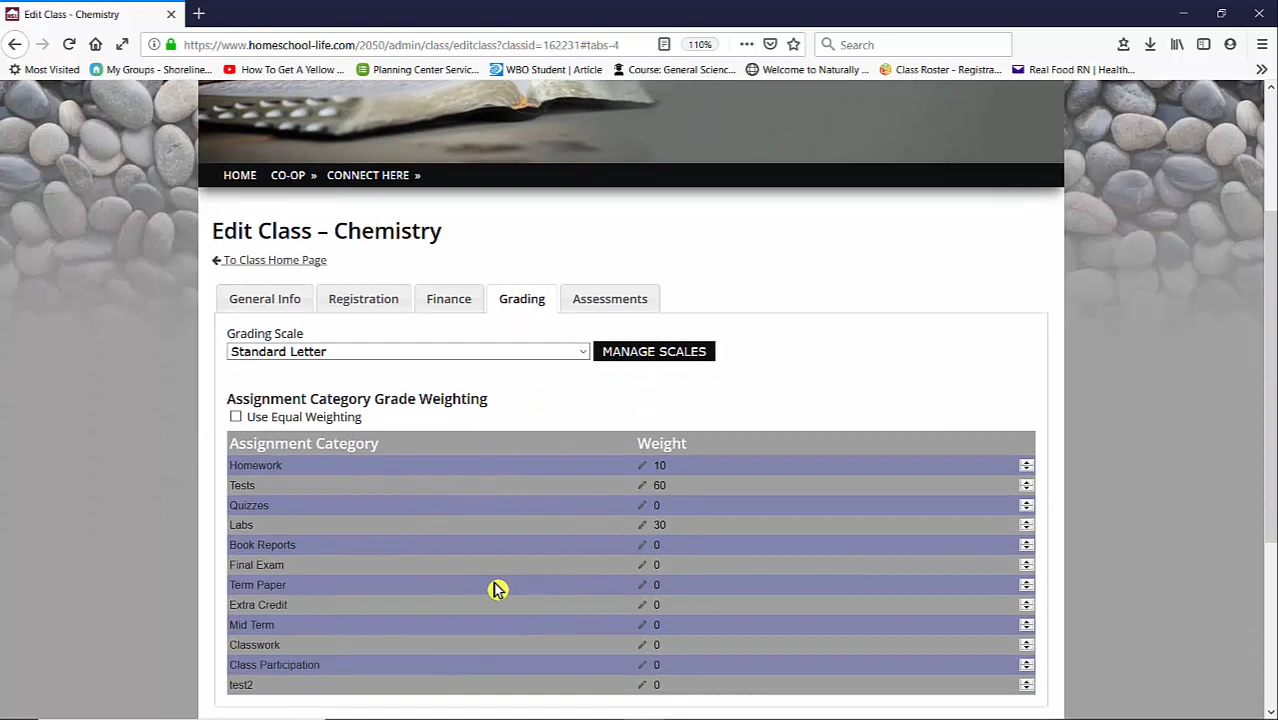 Edit Class - Chemistry
https://www.homeschool-life.com/2050/admin/class/editclass?classid=162231#tabs-4
110%
Search
Most Visited
My Groups - Shoreline...
How To Get A Yellow ...
Planning Center Servic...
WBO Student | Article
Course: General Scienc...
Welcome to Naturally ...
Class Roster - Registra...
Real Food RN | Health...
HOME
CO-OP »
CONNECT HERE »
Edit Class – Chemistry
To Class Home Page
General Info
Registration
Finance
Grading
Assessments
Grading Scale
Standard Letter
MANAGE SCALES
Assignment Category Grade Weighting
Use Equal Weighting
Assignment Category Weight
Homework 10
Tests 60
Quizzes 0
Labs 30
Book Reports 0
Final Exam 0
Term Paper 0
Extra Credit 0
Mid Term 0
Classwork 0
Class Participation 0
test2 0